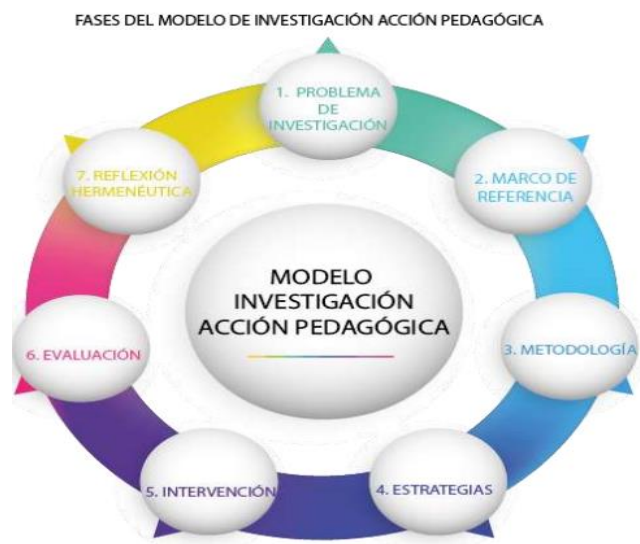 FASES DEL MODELO DE INVESTIGACIÓN ACCIÓN PEDAGÓGICA
1. PROBLEMA
DE
INVESTIGACIÓN
2. MARCO DE
REFERENCIA
3. METODOLOGÍA
4. ESTRATEGIAS
5. INTERVENCIÓN
6. EVALUACIÓN
7. REFLEXIÓN
HERMENÉUTICA
MODELO
INVESTIGACIÓN
ACCIÓN PEDAGÓGICA